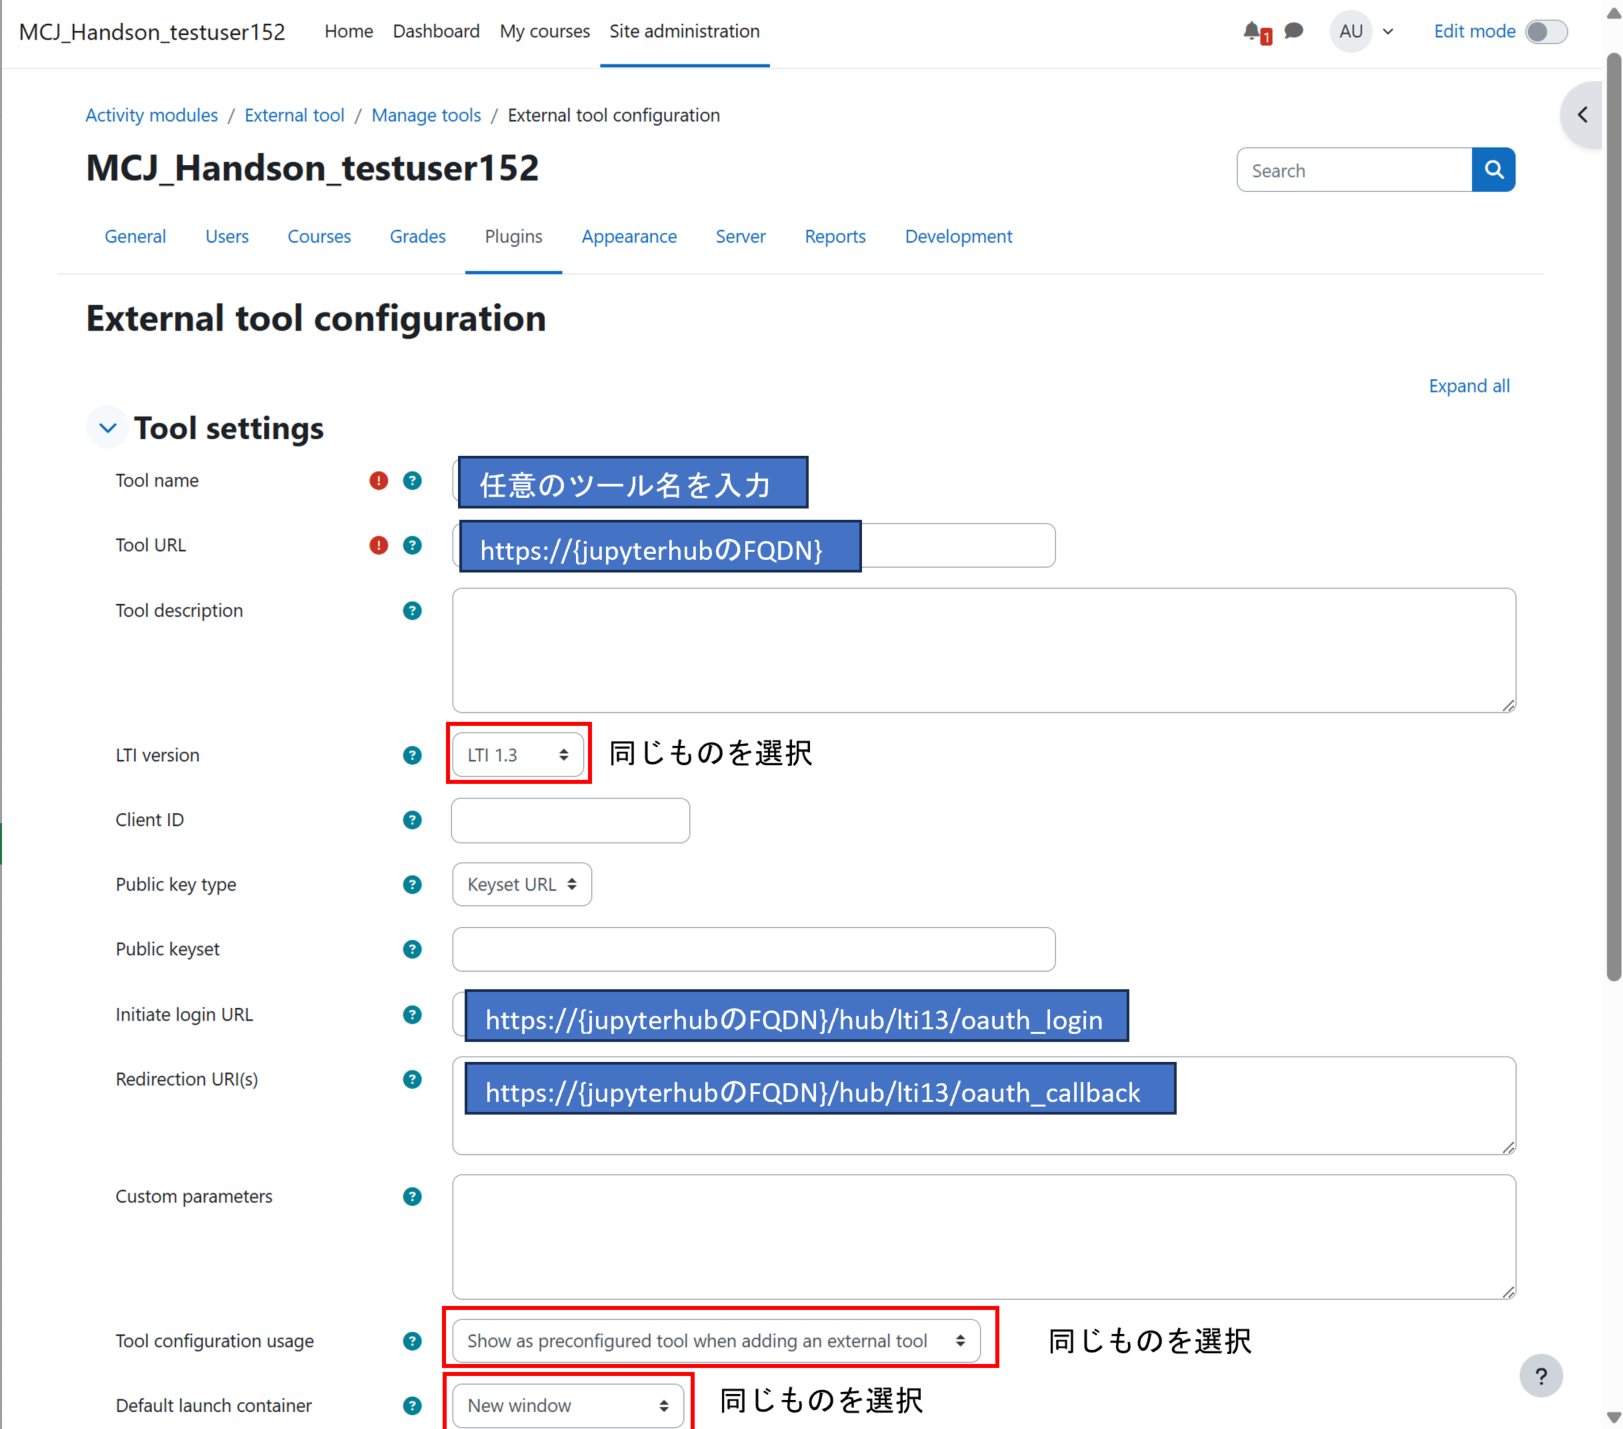 MCJ_Handson_testuser152 Home Dashboard My courses Site administration 1 AU Edit mode
Activity modules / External tool / Manage tools / External tool configuration
MCJ_Handson_testuser152
Search
General Users Courses Grades Plugins Appearance Server Reports Development
External tool configuration
Expand all
Tool settings
Tool name ! ? 任意のツール名を入力
Tool URL ! ? https://{jupyterhubのFQDN}
Tool description ?
LTI version ? LTI 1.3 同じものを選択
Client ID ?
Public key type ? Keyset URL
Public keyset ?
Initiate login URL ? https://{jupyterhubのFQDN}/hub/lti13/oauth_login
Redirection URI(s) ? https://{jupyterhubのFQDN}/hub/lti13/oauth_callback
Custom parameters ?
Tool configuration usage ? Show as preconfigured tool when adding an external tool 同じものを選択
?
Default launch container ? New window 同じものを選択